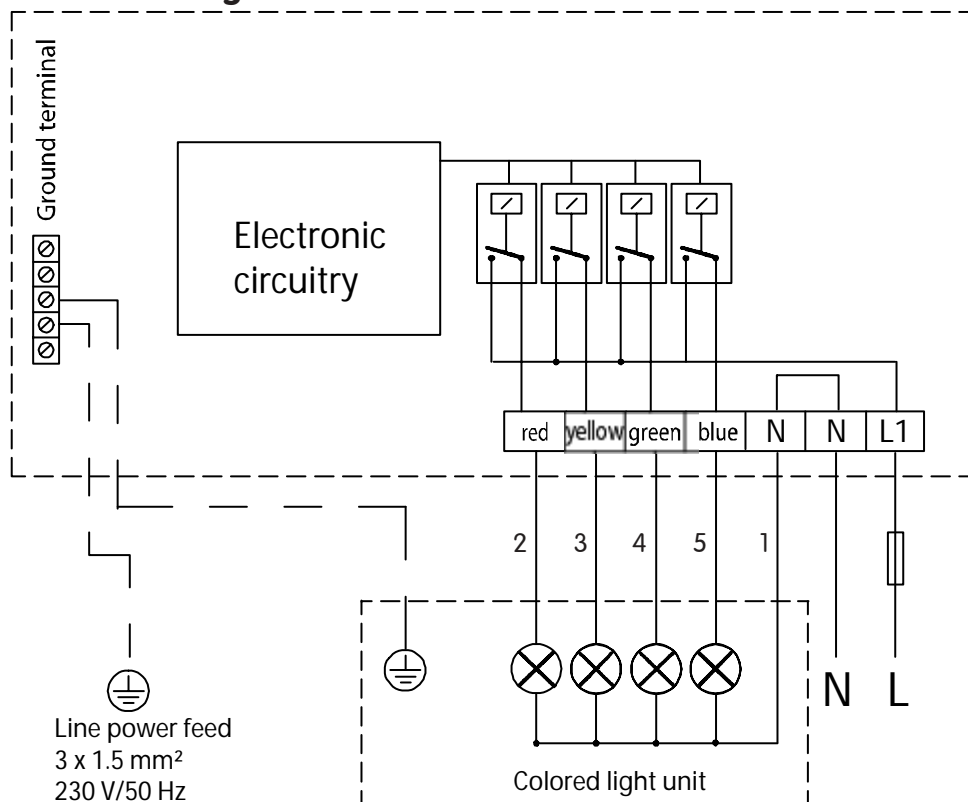 Ground terminal
Electronic
circuitry
red yellow green blue N N L1
2 3 4 5 1
N L
Line power feed
3 x 1.5 mm²
230 V/50 Hz
Colored light unit